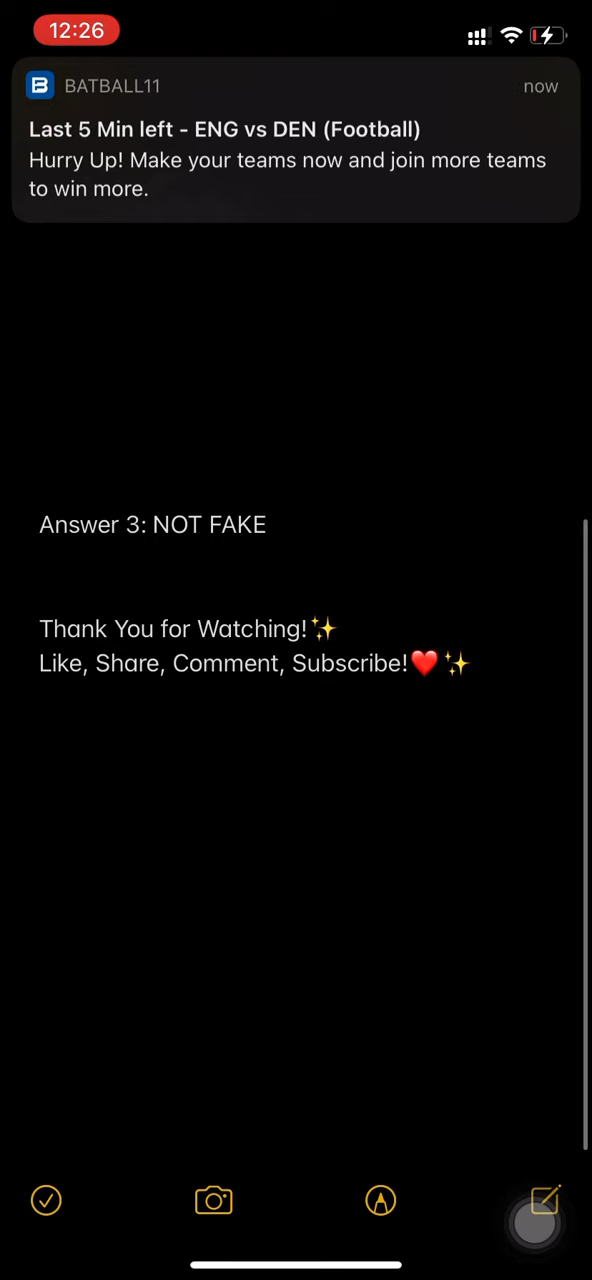 12:26
BATBALL11
now
Last 5 Min left - ENG vs DEN (Football)
Hurry Up! Make your teams now and join more teams
to win more.
Answer 3: NOT FAKE
Thank You for Watching!✨
Like, Share, Comment, Subscribe!❤️✨